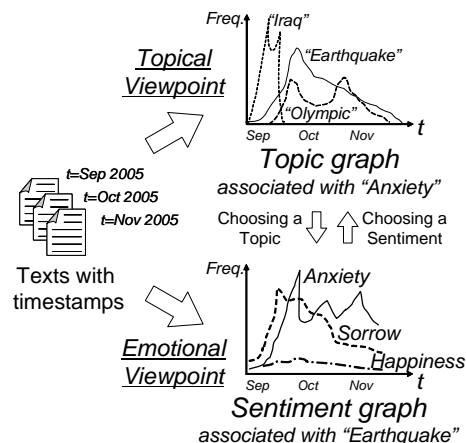 Freq.
"Iraq"
Topical
Viewpoint
"Earthquake"
"Olympic"
Sep
Oct
Nov
t
Topic graph
associated with "Anxiety"
t=Sep 2005
t=Oct 2005
t=Nov 2005
Texts with
timestamps
Choosing a
Topic
Choosing a
Sentiment
Freq.
Anxiety
Sorrow
Happiness
Emotional
Viewpoint
Sep
Oct
Nov
t
Sentiment graph
associated with "Earthquake"